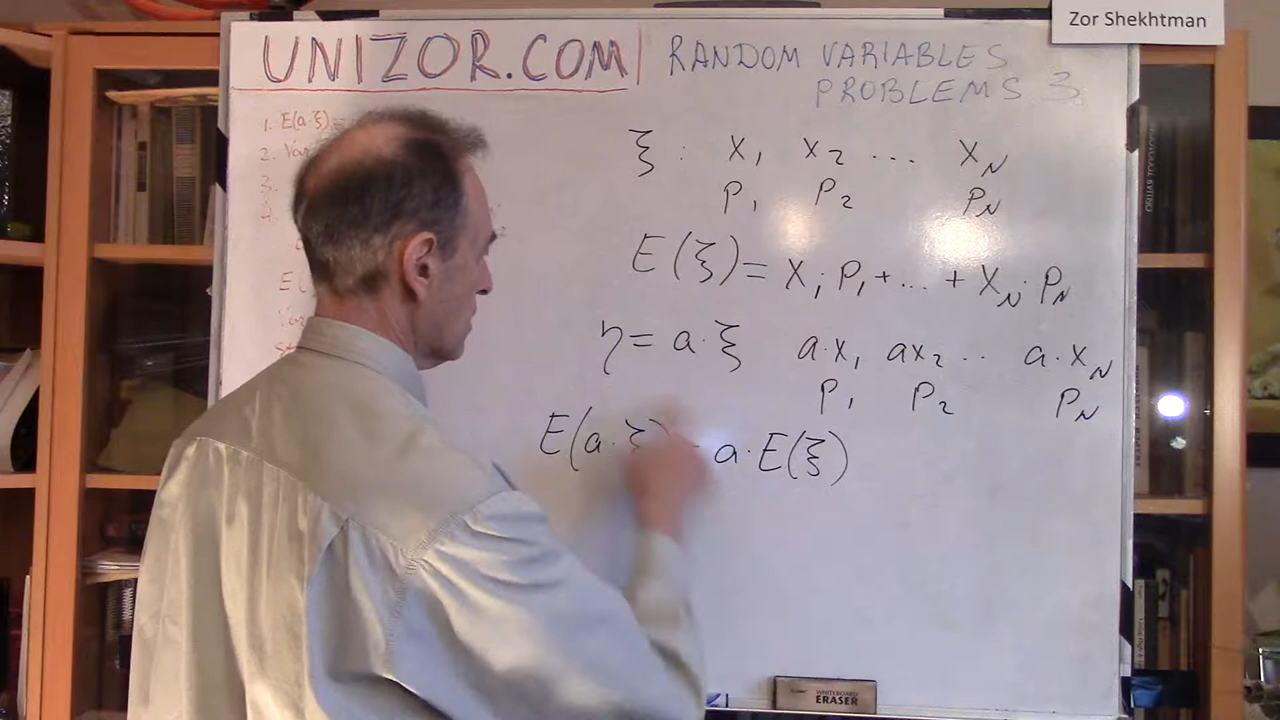 Zor Shekhtman
UNIZOR.COM | RANDOM VARIABLES
PROBLEMS 3
1. E(a·ξ)=
2. Var
3.
4.
E(
Var
ξ : X₁ X₂ ... X_N
P₁ P₂ P_N
E(ξ)= X₁ P₁ + ... + X_N · P_N
η = a·ξ a·x₁ ax₂ .. a·x_N
P₁ P₂ P_N
E(a·ξ) = a·E(ξ)
WHITEBOARD
ERASER